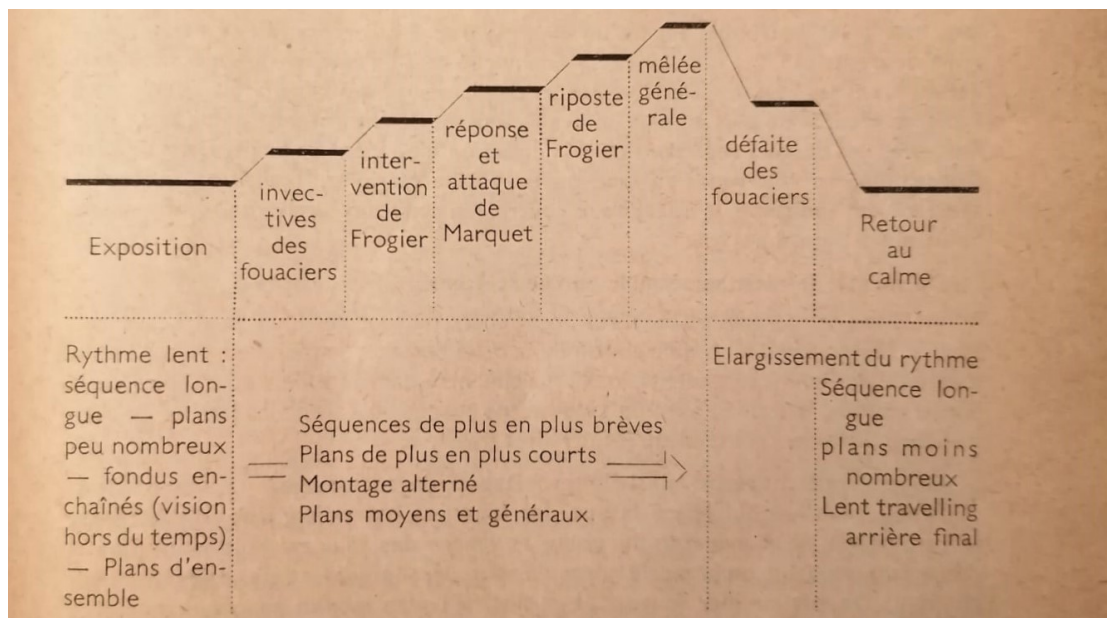 Exposition
invec-
tives
des
fouaciers
inter-
vention
de
Frogier
réponse
et
attaque
de
Marquet
riposte
de
Frogier
mêlée
géné-
rale
défaite
des
fouaciers
Retour
au
calme
Rythme lent :
séquence lon-
gue — plans
peu nombreux
— fondus en-
chaînés (vision
hors du temps)
— Plans d'en-
semble
Séquences de plus en plus brèves
Plans de plus en plus courts
Montage alterné
Plans moyens et généraux
Elargissement du rythme
Séquence lon-
gue
plans moins
nombreux
Lent travelling
arrière final